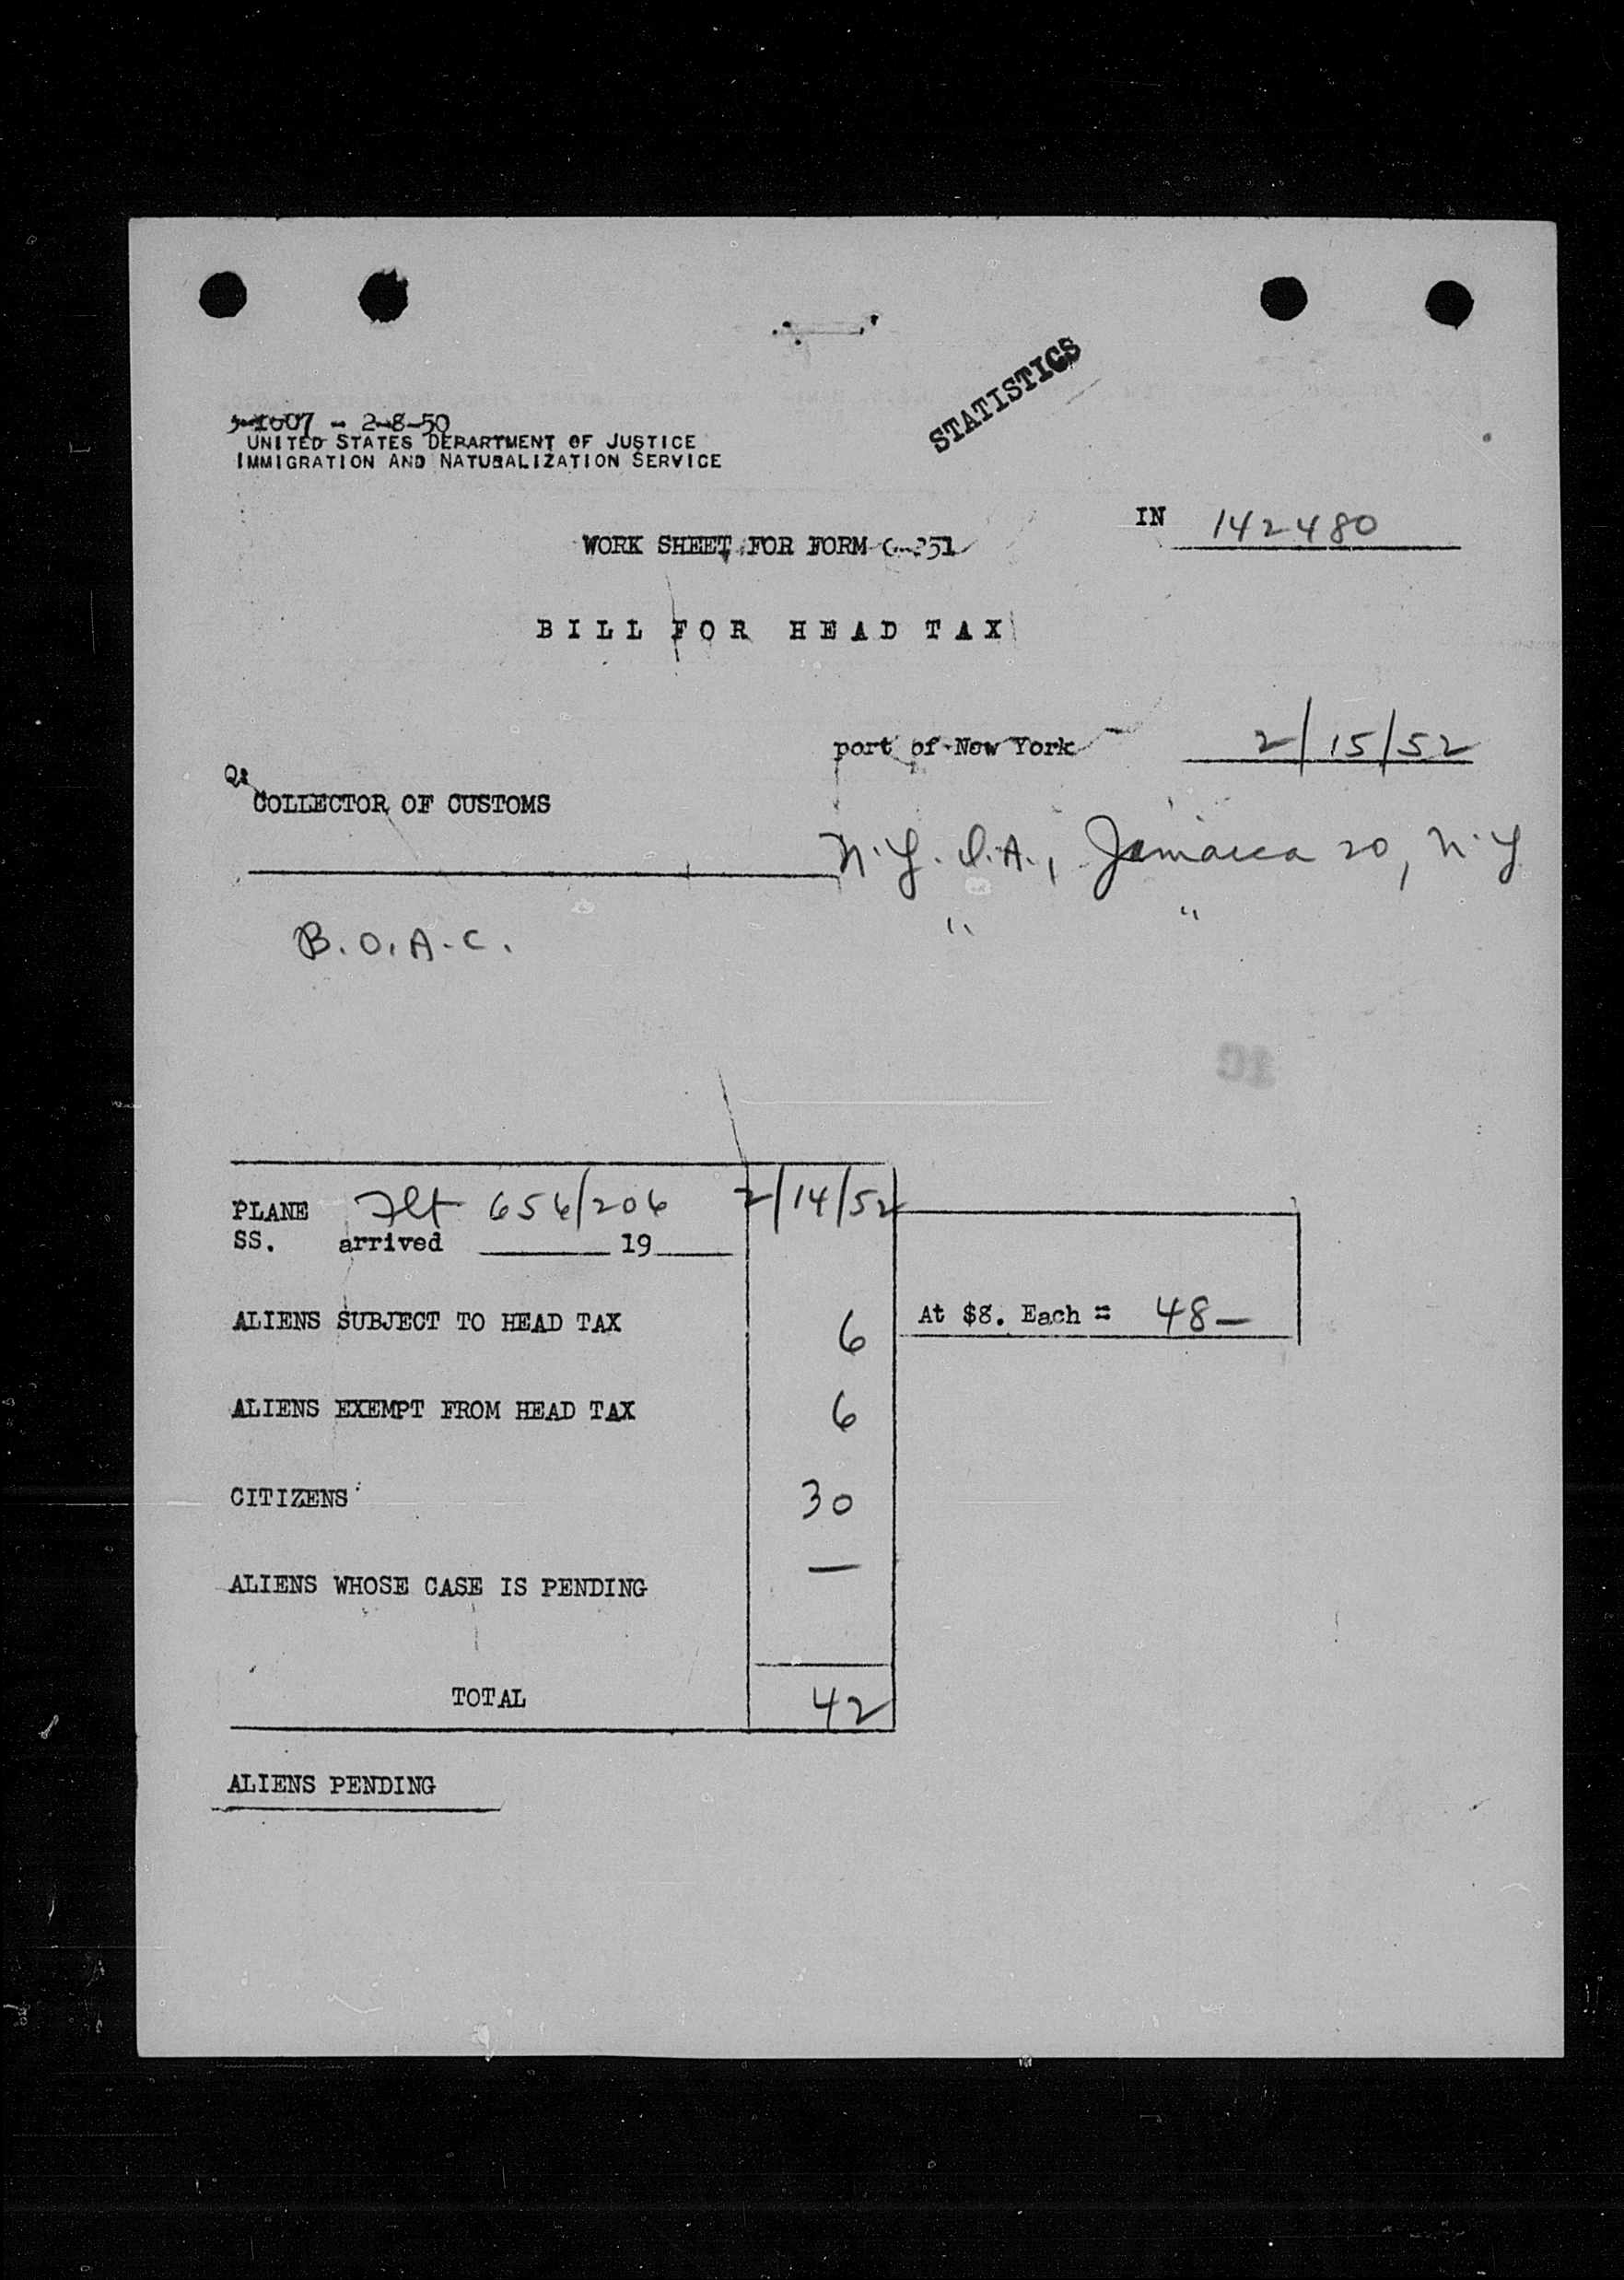 STATISTICS
1007 - 2-8-50
UNITED STATES DEPARTMENT OF JUSTICE
IMMIGRATION AND NATURALIZATION SERVICE
IN 142480
WORK SHEET FOR FORM G-251
BILL FOR HEAD TAX
port of New York 2/15/52
COLLECTOR OF CUSTOMS
N.Y. I.A., Jamaica 20, N.Y
B.O.A.C. " "
PLANE Flt 656/206 2/14/52
SS. arrived ______ 19____
ALIENS SUBJECT TO HEAD TAX 6 At $8. Each = 48—
ALIENS EXEMPT FROM HEAD TAX 6
CITIZENS 30
ALIENS WHOSE CASE IS PENDING —
TOTAL 42
ALIENS PENDING